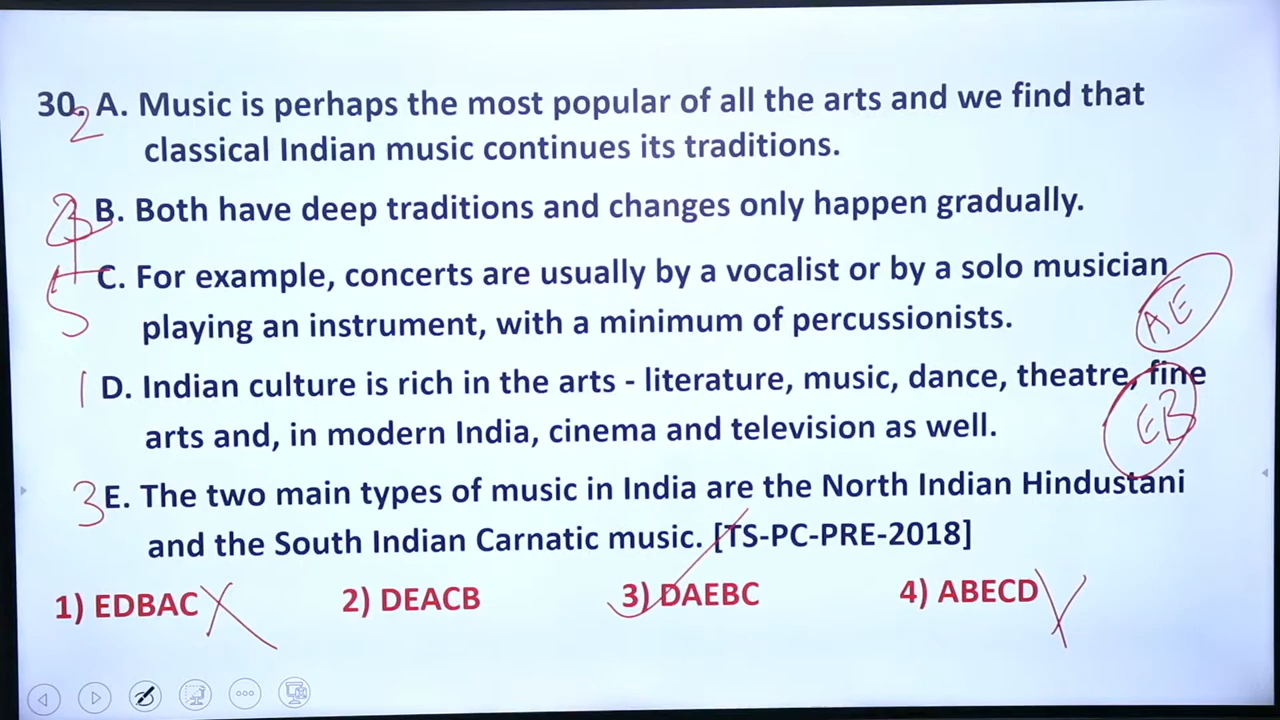 30. A. Music is perhaps the most popular of all the arts and we find that
classical Indian music continues its traditions.
B. Both have deep traditions and changes only happen gradually.
C. For example, concerts are usually by a vocalist or by a solo musician
playing an instrument, with a minimum of percussionists.
D. Indian culture is rich in the arts - literature, music, dance, theatre, fine
arts and, in modern India, cinema and television as well.
E. The two main types of music in India are the North Indian Hindustani
and the South Indian Carnatic music. [TS-PC-PRE-2018]
1) EDBAC 2) DEACB 3) DAEBC 4) ABECD
2
5
1
3
AE
EB